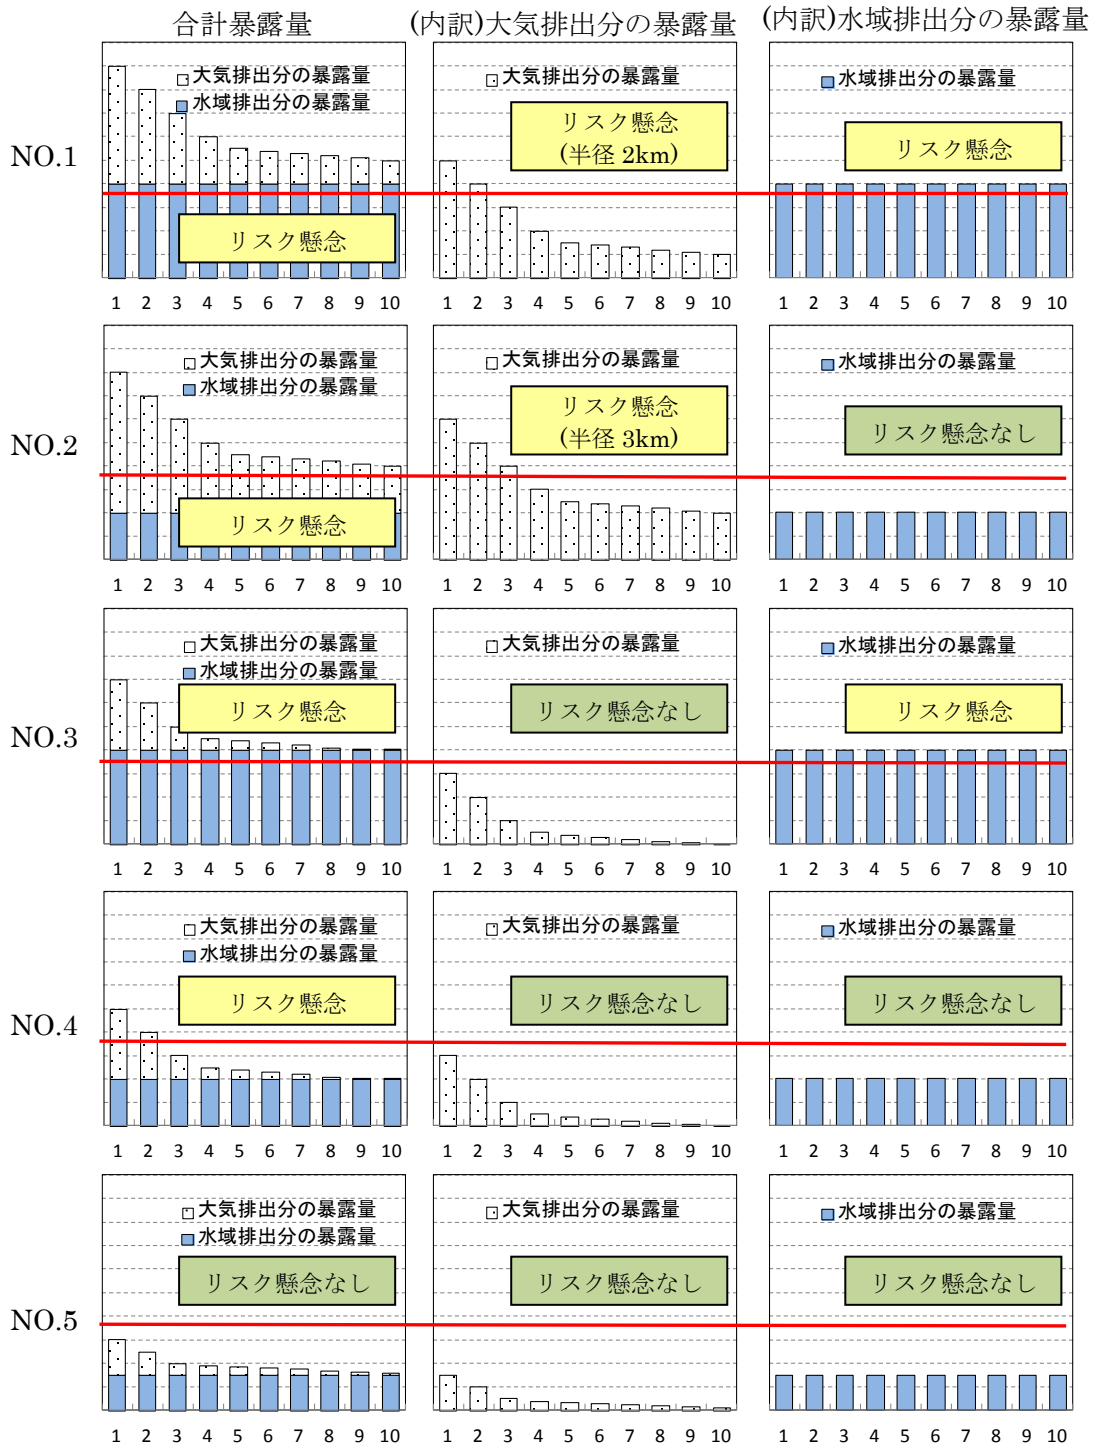 合計暴露量
(内訳)大気排出分の暴露量
(内訳)水域排出分の暴露量
NO.1
大気排出分の暴露量
水域排出分の暴露量
リスク懸念
1 2 3 4 5 6 7 8 9 10
大気排出分の暴露量
リスク懸念
(半径 2km)
1 2 3 4 5 6 7 8 9 10
水域排出分の暴露量
リスク懸念
1 2 3 4 5 6 7 8 9 10
NO.2
大気排出分の暴露量
水域排出分の暴露量
リスク懸念
1 2 3 4 5 6 7 8 9 10
大気排出分の暴露量
リスク懸念
(半径 3km)
1 2 3 4 5 6 7 8 9 10
水域排出分の暴露量
リスク懸念なし
1 2 3 4 5 6 7 8 9 10
NO.3
大気排出分の暴露量
水域排出分の暴露量
リスク懸念
1 2 3 4 5 6 7 8 9 10
大気排出分の暴露量
リスク懸念なし
1 2 3 4 5 6 7 8 9 10
水域排出分の暴露量
リスク懸念
1 2 3 4 5 6 7 8 9 10
NO.4
大気排出分の暴露量
水域排出分の暴露量
リスク懸念
1 2 3 4 5 6 7 8 9 10
大気排出分の暴露量
リスク懸念なし
1 2 3 4 5 6 7 8 9 10
水域排出分の暴露量
リスク懸念なし
1 2 3 4 5 6 7 8 9 10
NO.5
大気排出分の暴露量
水域排出分の暴露量
リスク懸念なし
1 2 3 4 5 6 7 8 9 10
大気排出分の暴露量
リスク懸念なし
1 2 3 4 5 6 7 8 9 10
水域排出分の暴露量
リスク懸念なし
1 2 3 4 5 6 7 8 9 10